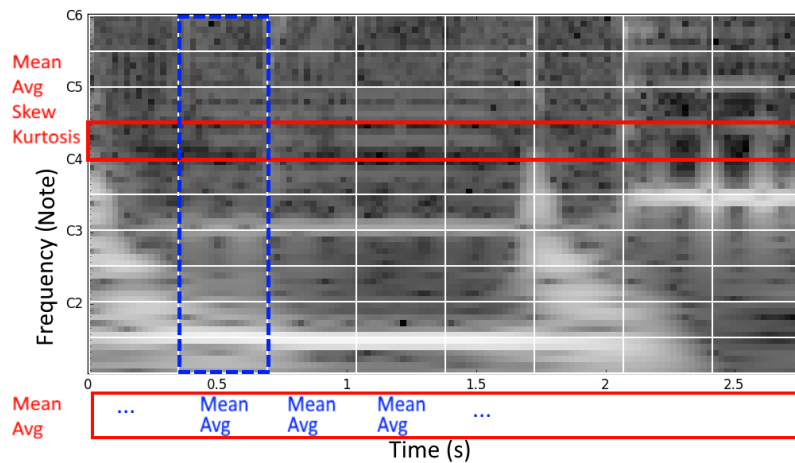 C6
Mean
Avg
Skew
Kurtosis
C5
C4
C3
C2
Frequency (Note)
0 0.5 1 1.5 2 2.5
Mean
Avg
... Mean Mean Mean ...
Avg Avg Avg
Time (s)